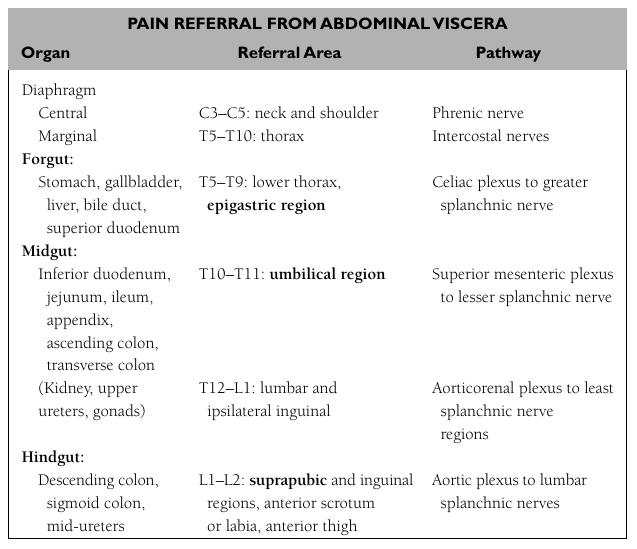 PAIN REFERRAL FROM ABDOMINAL VISCERA
Organ Referral Area Pathway
Diaphragm
Central C3–C5: neck and shoulder Phrenic nerve
Marginal T5–T10: thorax Intercostal nerves
Forgut:
Stomach, gallbladder, T5–T9: lower thorax, Celiac plexus to greater
liver, bile duct, epigastric region splanchnic nerve
superior duodenum
Midgut:
Inferior duodenum, T10–T11: umbilical region Superior mesenteric plexus
jejunum, ileum, to lesser splanchnic nerve
appendix,
ascending colon,
transverse colon
(Kidney, upper T12–L1: lumbar and Aorticorenal plexus to least
ureters, gonads) ipsilateral inguinal splanchnic nerve
regions
Hindgut:
Descending colon, L1–L2: suprapubic and inguinal Aortic plexus to lumbar
sigmoid colon, regions, anterior scrotum splanchnic nerves
mid-ureters or labia, anterior thigh